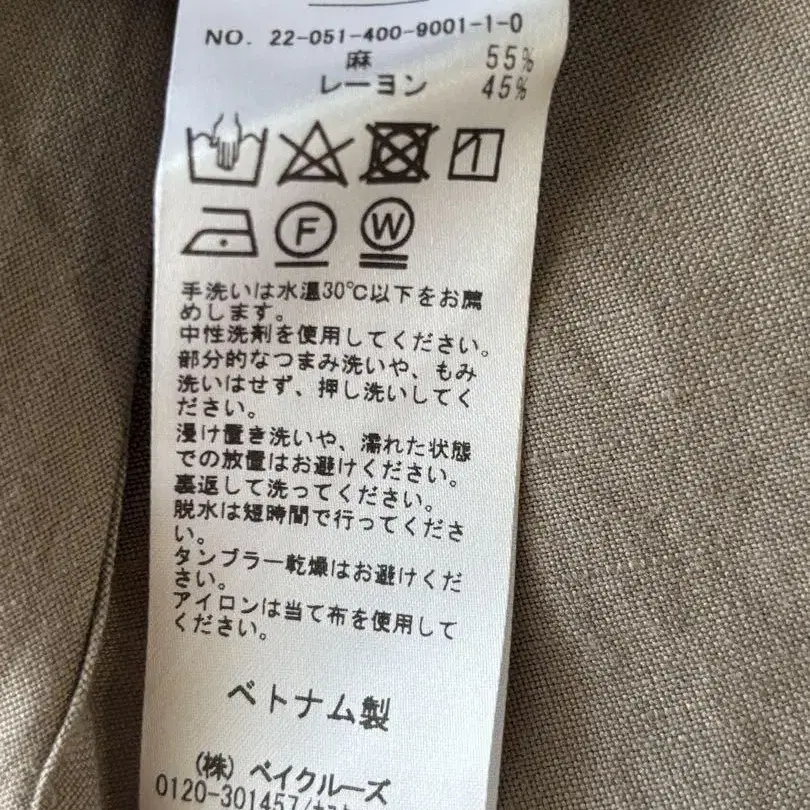 NO. 22-051-400-9001-1-0
麻 55%
レーヨン 45%
F W
手洗いは水温30℃以下をお薦
めします。
中性洗剤を使用してください。
部分的なつまみ洗いや、もみ
洗いはせず、押し洗いしてく
ださい。
浸け置き洗いや、濡れた状態
での放置はお避けください。
裏返して洗ってください。
脱水は短時間で行ってくださ
い。
タンブラー乾燥はお避けくだ
さい。
アイロンは当て布を使用して
ください。
ベトナム製
(株) ベイクルーズ
0120-301457/